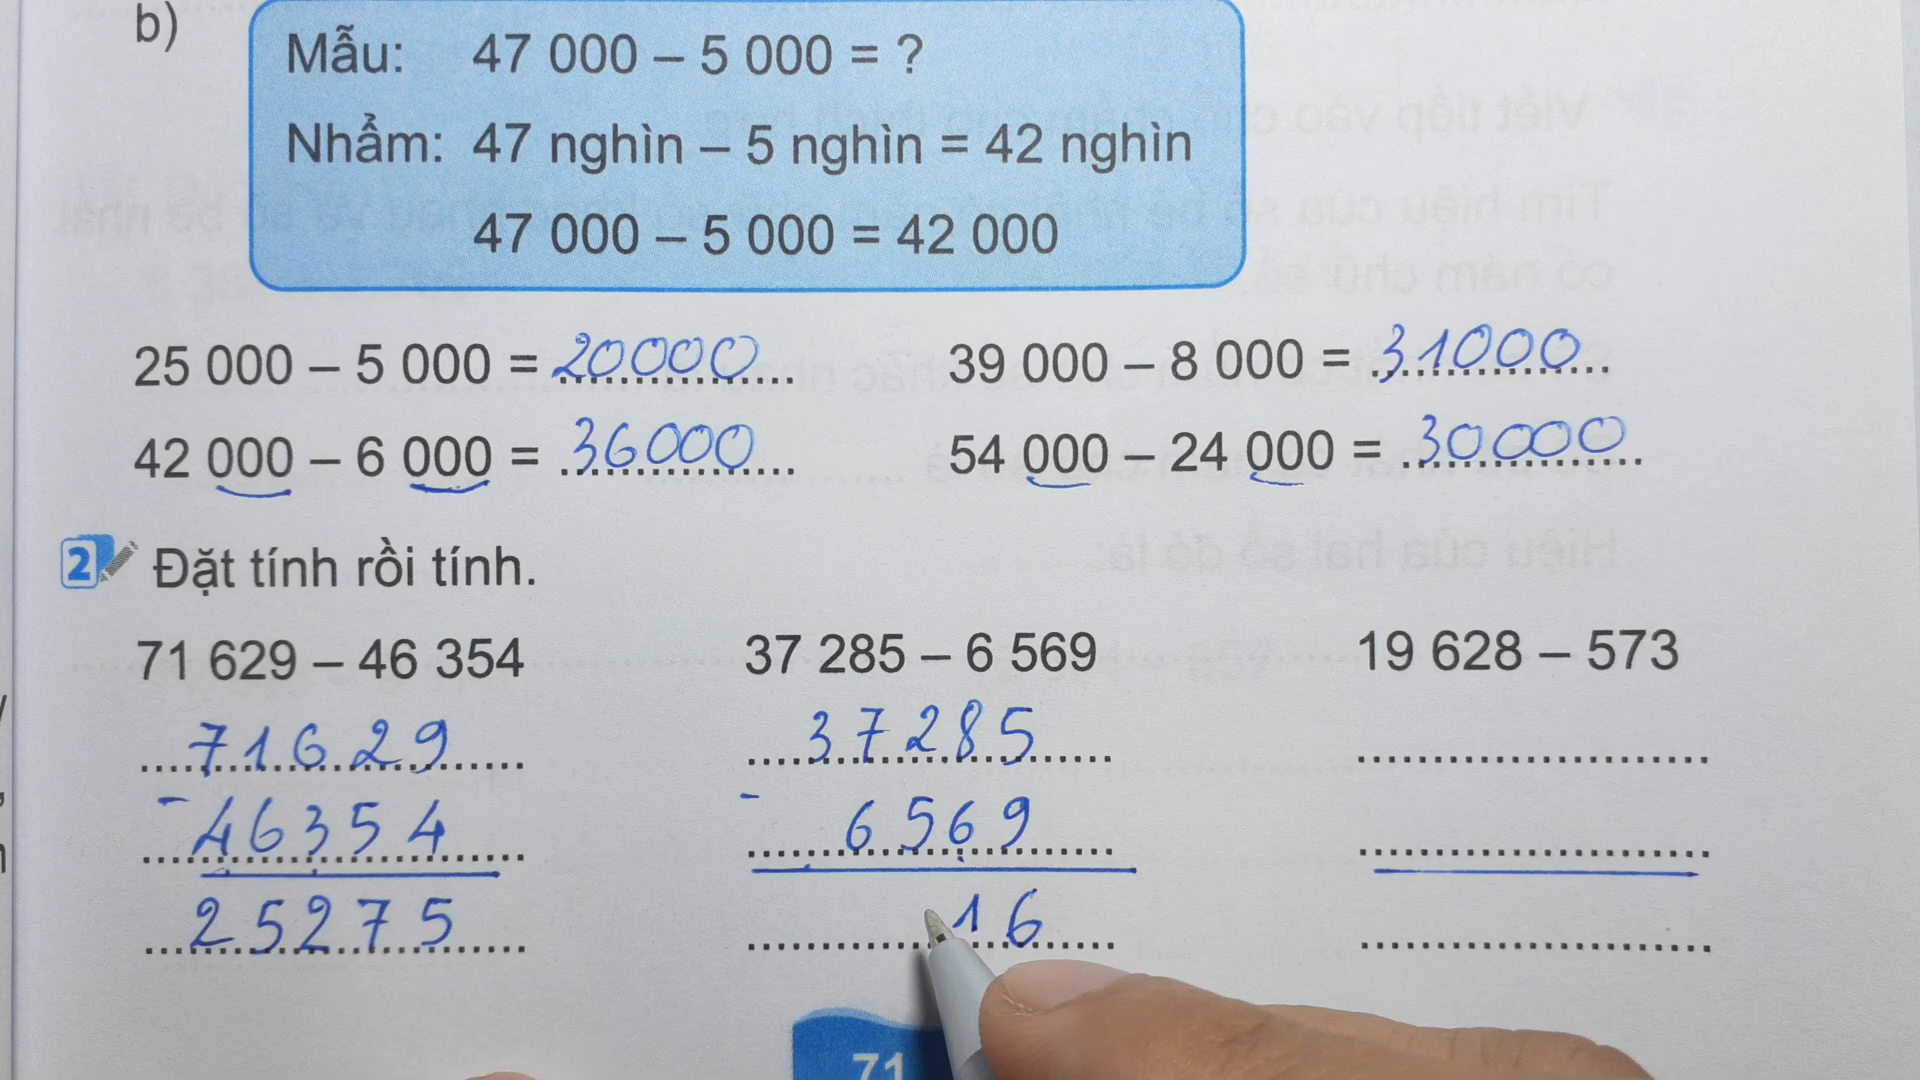 b)
Mẫu: 47 000 – 5 000 = ?
Nhẩm: 47 nghìn – 5 nghìn = 42 nghìn
47 000 – 5 000 = 42 000
25 000 – 5 000 = 20000
39 000 – 8 000 = 31000
42 000 – 6 000 = 36000
54 000 – 24 000 = 30000
2 Đặt tính rồi tính.
71 629 – 46 354
37 285 – 6 569
19 628 – 573
71629
-
46354
25275
37285
-
6569
16
71